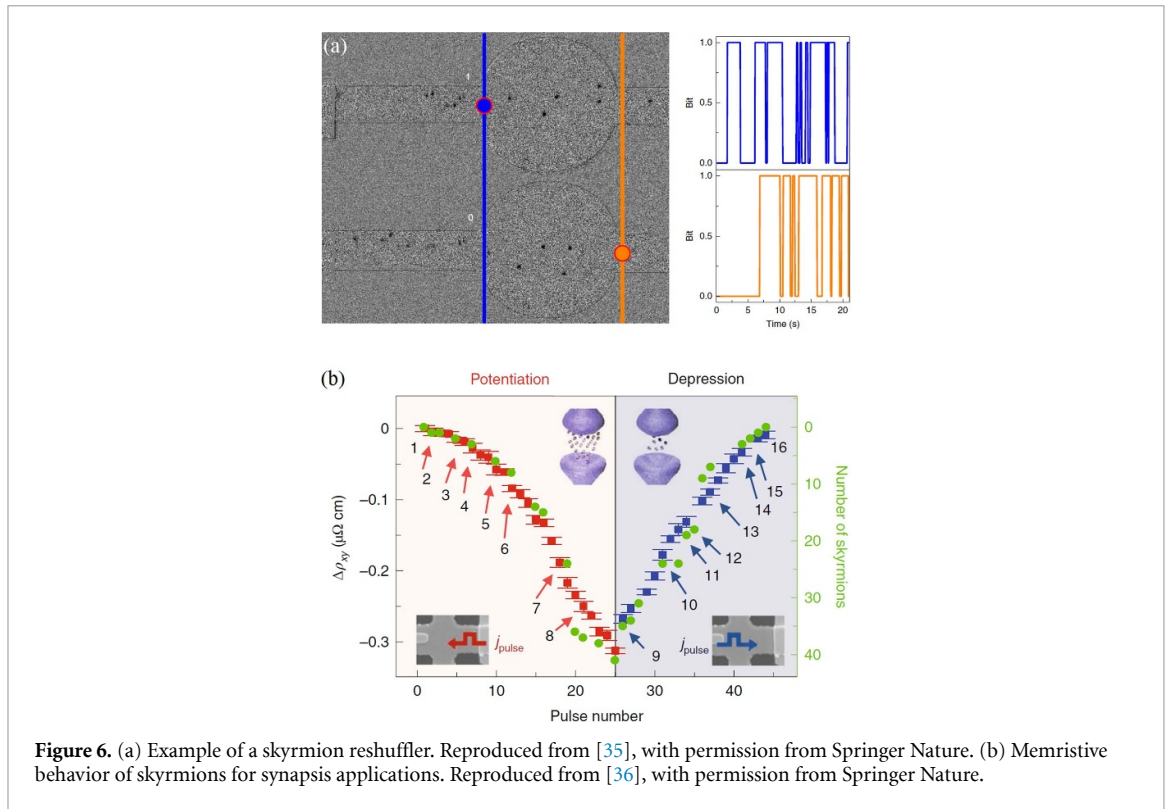 (a)
1
0
1.0
Bit
0.5
0.0
1.0
Bit
0.5
0.0
0 5 10 15 20
Time (s)
(b)
Potentiation Depression
0
−0.1
−0.2
−0.3
Δρxy (μΩ cm)
0
10
20
30
40
Number of skyrmions
1
2
3
4
5
6
7
8
9
10
11
12
13
14
15
16
jpulse
jpulse
0 10 20 30 40
Pulse number
Figure 6. (a) Example of a skyrmion reshuffler. Reproduced from [35], with permission from Springer Nature. (b) Memristive
behavior of skyrmions for synapsis applications. Reproduced from [36], with permission from Springer Nature.